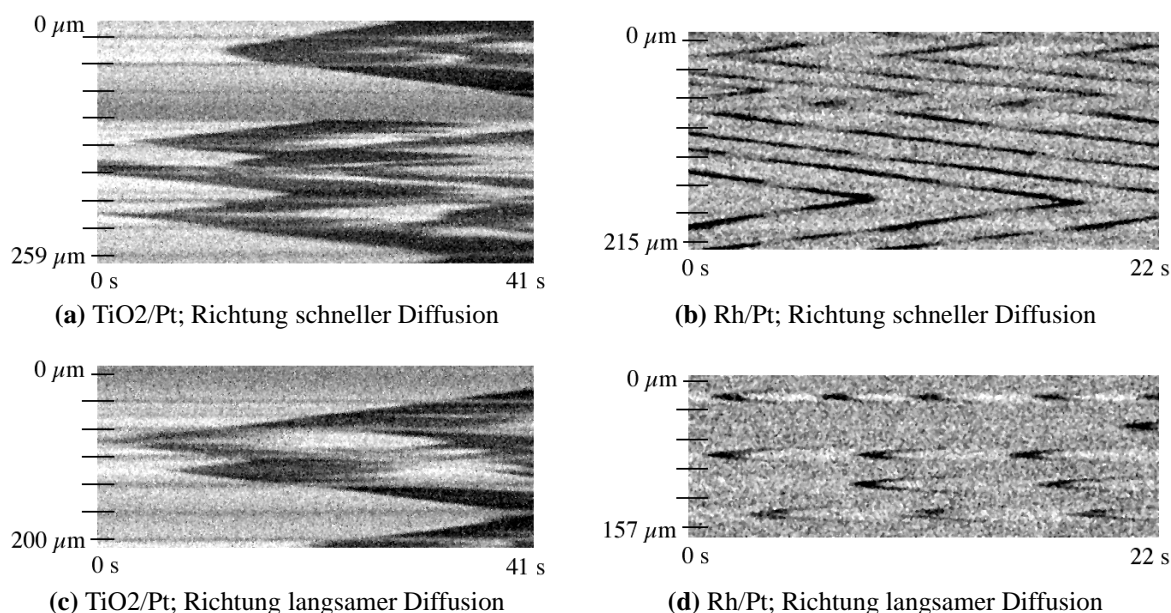 0 µm
259 µm
0 s
41 s
(a) TiO2/Pt; Richtung schneller Diffusion
0 µm
215 µm
0 s
22 s
(b) Rh/Pt; Richtung schneller Diffusion
0 µm
200 µm
0 s
41 s
(c) TiO2/Pt; Richtung langsamer Diffusion
0 µm
157 µm
0 s
22 s
(d) Rh/Pt; Richtung langsamer Diffusion